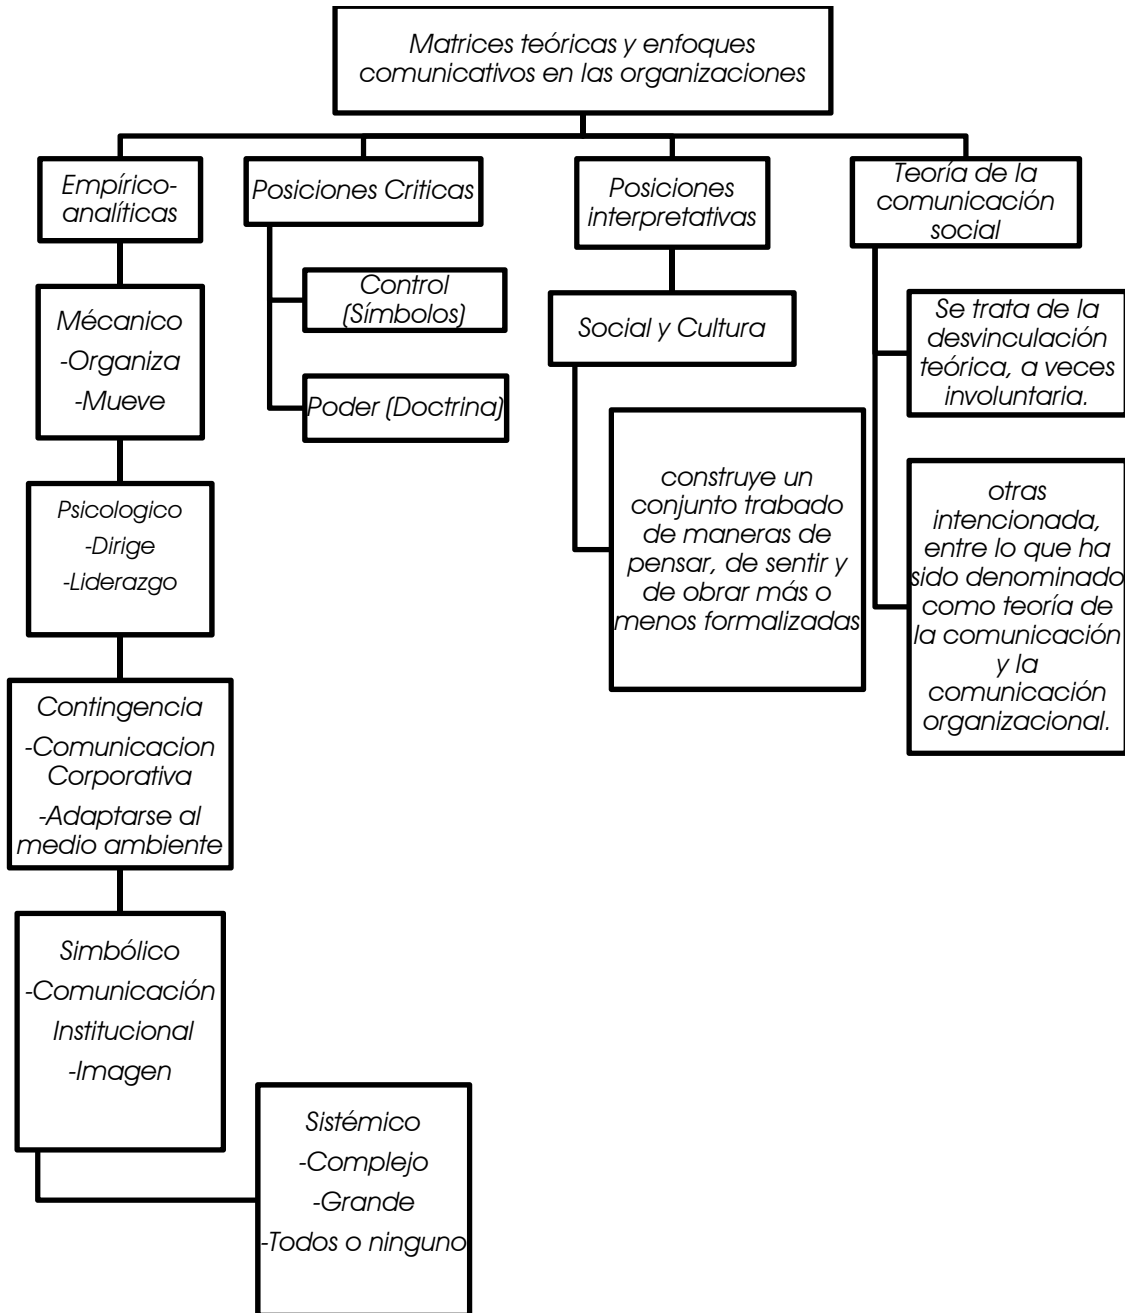 Matrices teóricas y enfoques
comunicativos en las organizaciones
Empírico-
analíticas
Mécanico
-Organiza
-Mueve
Psicologico
-Dirige
-Liderazgo
Contingencia
-Comunicacion
Corporativa
-Adaptarse al
medio ambiente
Simbólico
-Comunicación
Institucional
-Imagen
Sistémico
-Complejo
-Grande
-Todos o ninguno
Posiciones Criticas
Control
(Símbolos)
Poder (Doctrina)
Posiciones
interpretativas
Social y Cultura
construye un
conjunto trabado
de maneras de
pensar, de sentir y
de obrar más o
menos formalizadas
Teoría de la
comunicación
social
Se trata de la
desvinculación
teórica, a veces
involuntaria.
otras
intencionada,
entre lo que ha
sido denominado
como teoría de
la comunicación
y la
comunicación
organizacional.